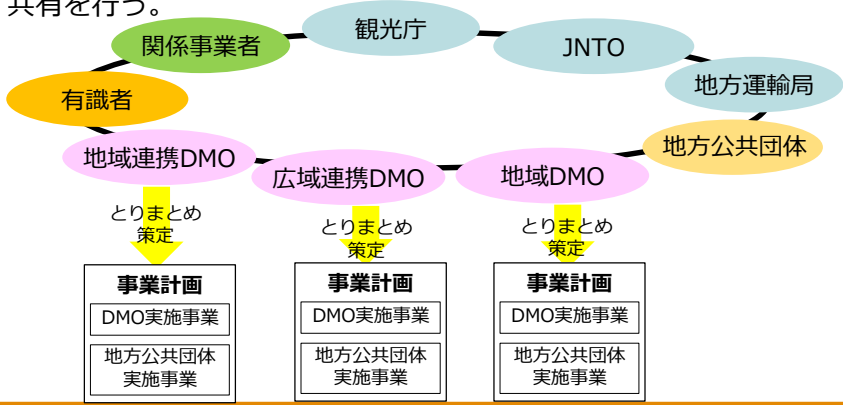 共有を行う。
関係事業者
観光庁
JNTO
地方運輸局
有識者
地方公共団体
地域連携DMO
広域連携DMO
地域DMO
とりまとめ
策定
とりまとめ
策定
とりまとめ
策定
事業計画
DMO実施事業
地方公共団体
実施事業
事業計画
DMO実施事業
地方公共団体
実施事業
事業計画
DMO実施事業
地方公共団体
実施事業